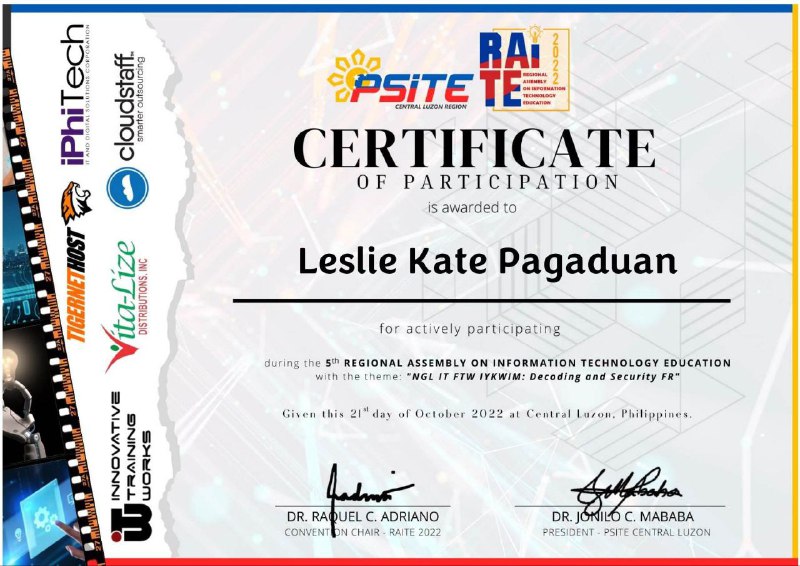 iPhiTech
IT AND DIGITAL SOLUTIONS CORPORATION
cloudstaff™
smarter outsourcing
TIGERNETHOST
Vita-Lize
DISTRIBUTIONS, INC
INNOVATIVE
TRAINING
WORKS
PSITE
CENTRAL LUZON REGION
RAITE
2022
REGIONAL
ASSEMBLY
ON INFORMATION
TECHNOLOGY
EDUCATION
CERTIFICATE
OF PARTICIPATION
is awarded to
Leslie Kate Pagaduan
for actively participating
during the 5th REGIONAL ASSEMBLY ON INFORMATION TECHNOLOGY EDUCATION
with the theme: "NGL IT FTW IYKWIM: Decoding and Security FR"
Given this 21st day of October 2022 at Central Luzon, Philippines.
DR. RAQUEL C. ADRIANO
CONVENTION CHAIR - RAITE 2022
DR. JONILO C. MABABA
PRESIDENT - PSITE CENTRAL LUZON